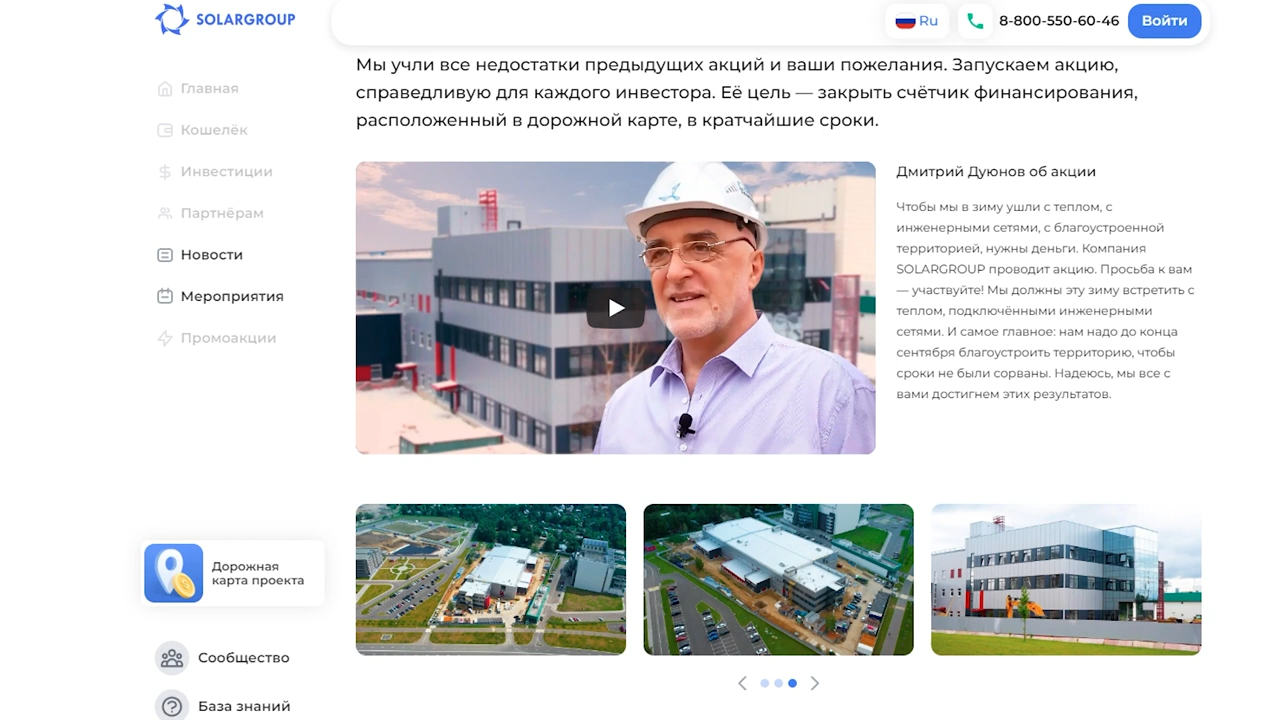 SOLARGROUP
Ru
8-800-550-60-46
Войти
Главная
Кошелёк
Инвестиции
Партнёрам
Новости
Мероприятия
Промоакции
Дорожная
карта проекта
Сообщество
База знаний
Мы учли все недостатки предыдущих акций и ваши пожелания. Запускаем акцию,
справедливую для каждого инвестора. Её цель — закрыть счётчик финансирования,
расположенный в дорожной карте, в кратчайшие сроки.
Дмитрий Дуюнов об акции
Чтобы мы в зиму ушли с теплом, с
инженерными сетями, с благоустроенной
территорией, нужны деньги. Компания
SOLARGROUP проводит акцию. Просьба к вам
— участвуйте! Мы должны эту зиму встретить с
теплом, подключёнными инженерными
сетями. И самое главное: нам надо до конца
сентября благоустроить территорию, чтобы
сроки не были сорваны. Надеюсь, мы все с
вами достигнем этих результатов.